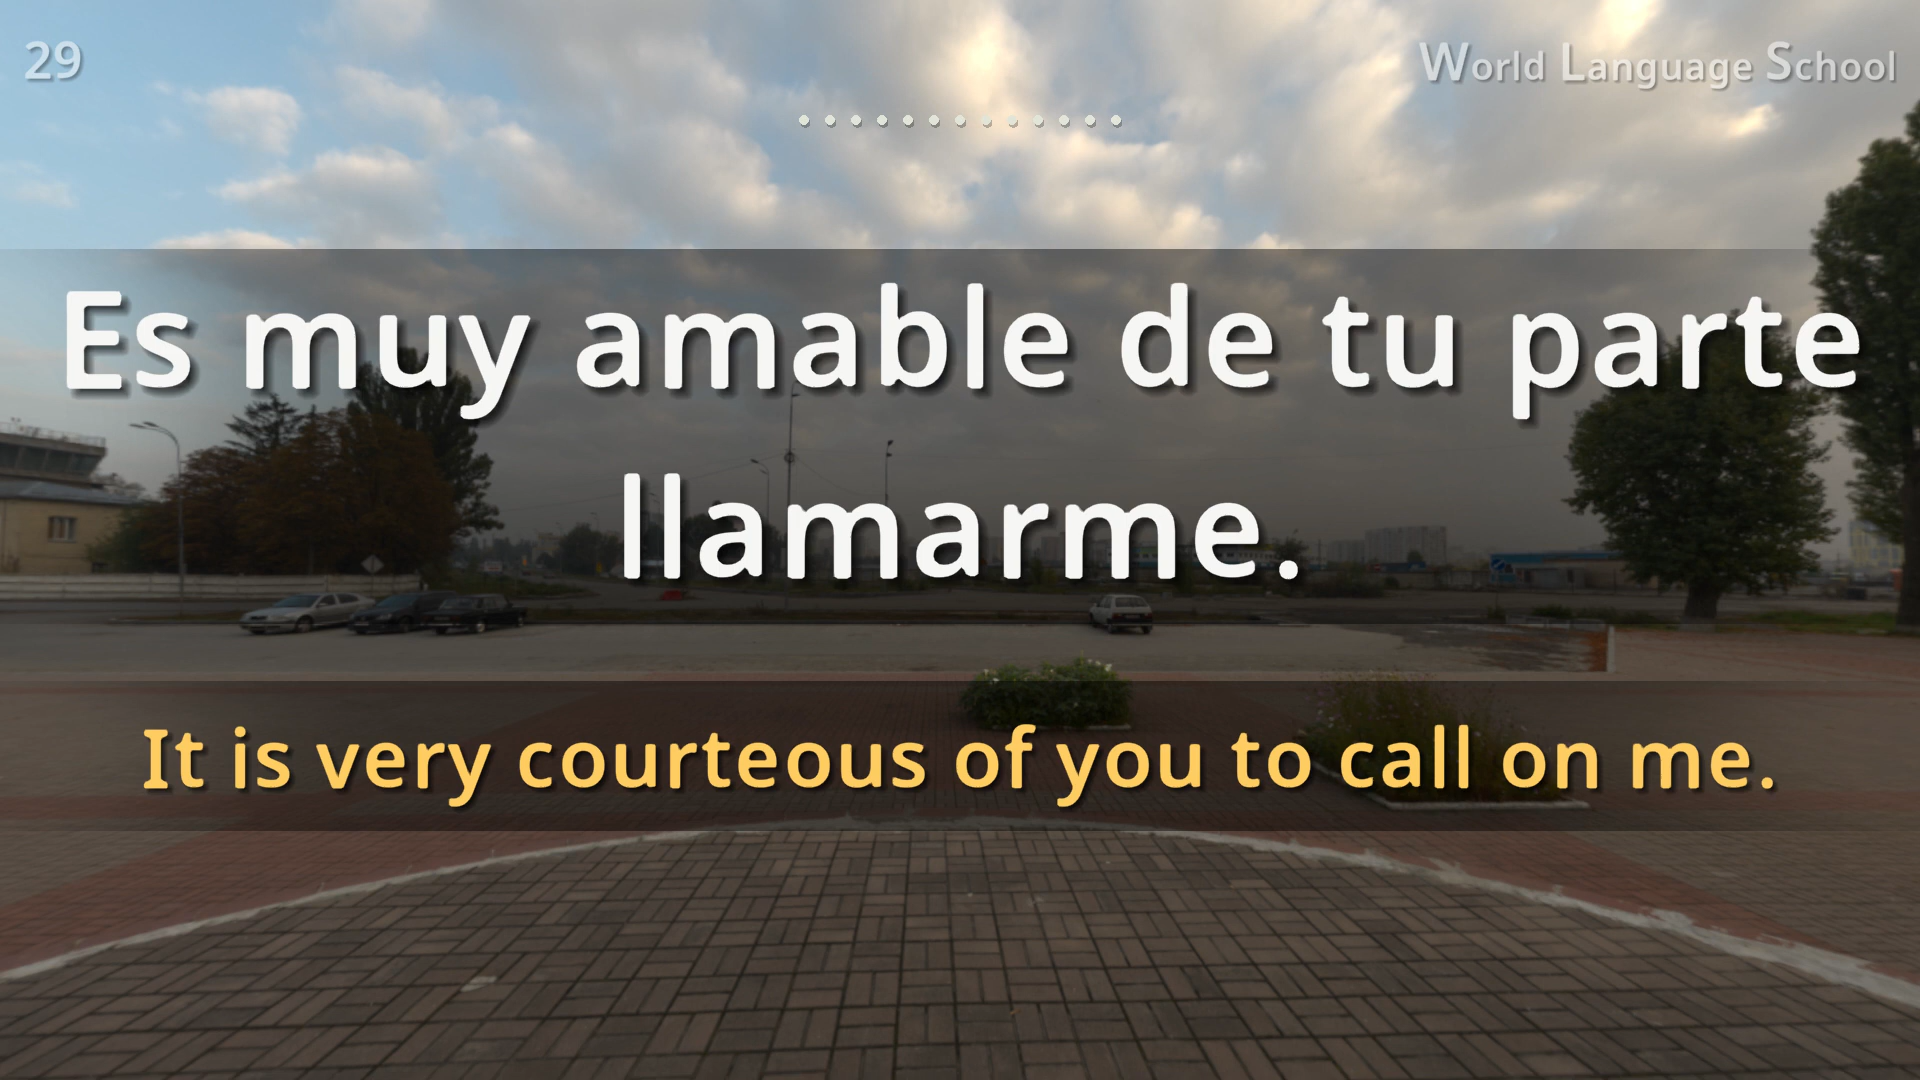 29
World Language School
Es muy amable de tu parte
llamarme.
It is very courteous of you to call on me.